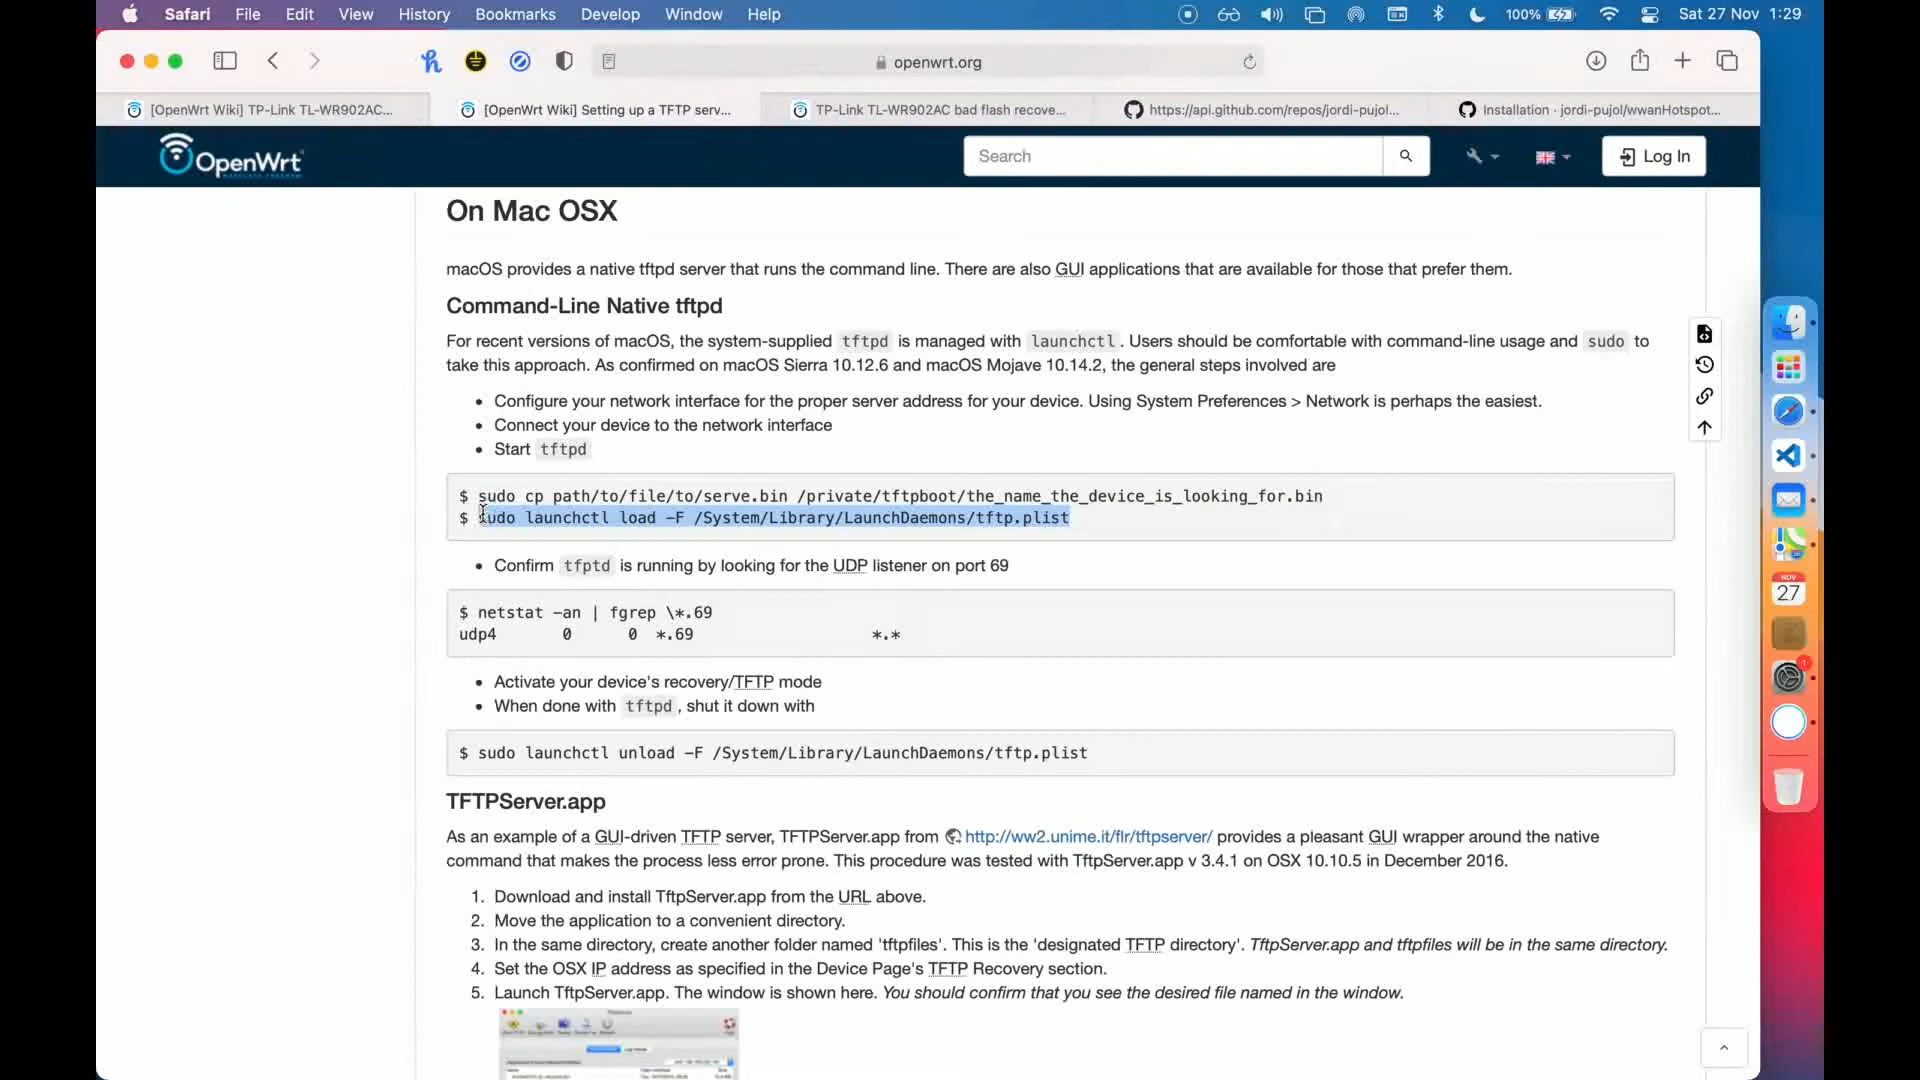 Safari File Edit View History Bookmarks Develop Window Help 100% Sat 27 Nov 1:29
openwrt.org
[OpenWrt Wiki] TP-Link TL-WR902AC... [OpenWrt Wiki] Setting up a TFTP serv... TP-Link TL-WR902AC bad flash recove... https://api.github.com/repos/jordi-pujol... Installation · jordi-pujol/wwanHotspot...
OpenWrt Search Log In
On Mac OSX
macOS provides a native tftpd server that runs the command line. There are also GUI applications that are available for those that prefer them.
Command-Line Native tftpd
For recent versions of macOS, the system-supplied tftpd is managed with launchctl. Users should be comfortable with command-line usage and sudo to
take this approach. As confirmed on macOS Sierra 10.12.6 and macOS Mojave 10.14.2, the general steps involved are
• Configure your network interface for the proper server address for your device. Using System Preferences > Network is perhaps the easiest.
• Connect your device to the network interface
• Start tftpd
$ sudo cp path/to/file/to/serve.bin /private/tftpboot/the_name_the_device_is_looking_for.bin
$ sudo launchctl load -F /System/Library/LaunchDaemons/tftp.plist
• Confirm tfptd is running by looking for the UDP listener on port 69
$ netstat -an | fgrep \*.69
udp4 0 0 *.69 *.*
• Activate your device's recovery/TFTP mode
• When done with tftpd, shut it down with
$ sudo launchctl unload -F /System/Library/LaunchDaemons/tftp.plist
TFTPServer.app
As an example of a GUI-driven TFTP server, TFTPServer.app from http://ww2.unime.it/flr/tftpserver/ provides a pleasant GUI wrapper around the native
command that makes the process less error prone. This procedure was tested with TftpServer.app v 3.4.1 on OSX 10.10.5 in December 2016.
1. Download and install TftpServer.app from the URL above.
2. Move the application to a convenient directory.
3. In the same directory, create another folder named 'tftpfiles'. This is the 'designated TFTP directory'. TftpServer.app and tftpfiles will be in the same directory.
4. Set the OSX IP address as specified in the Device Page's TFTP Recovery section.
5. Launch TftpServer.app. The window is shown here. You should confirm that you see the desired file named in the window.
NOV
27
1